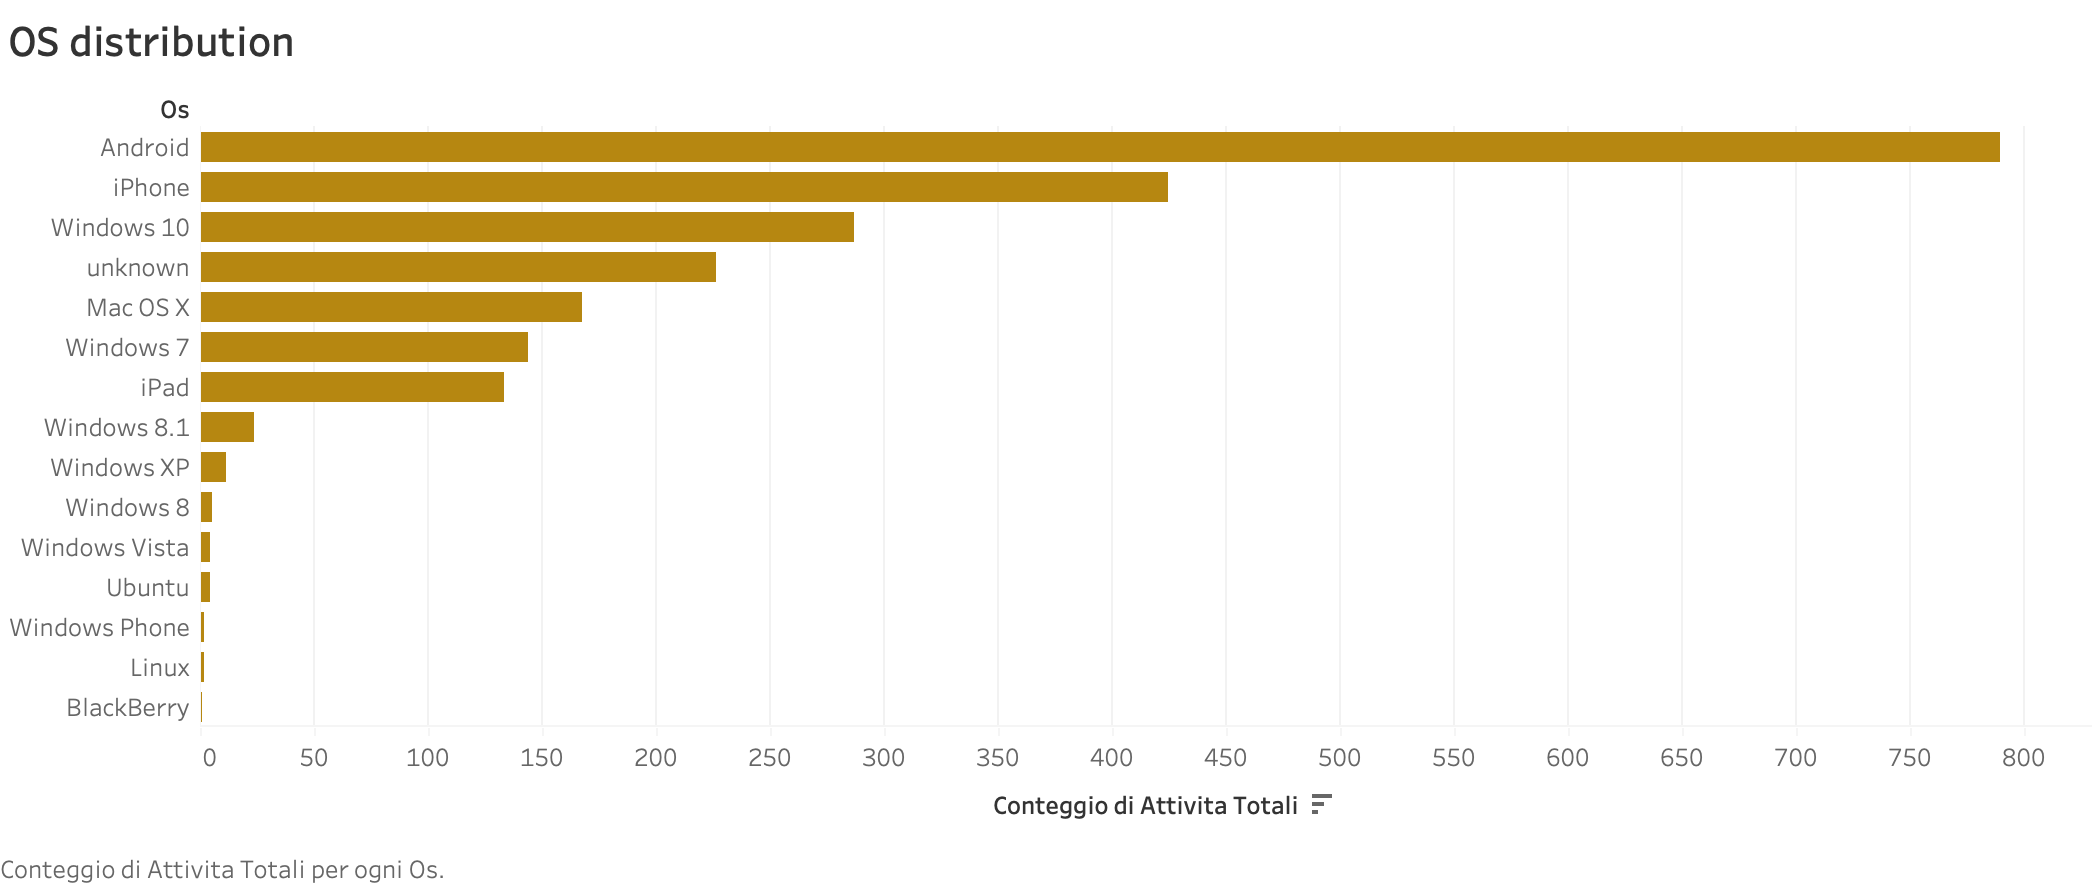 OS distribution
Os
Android
iPhone
Windows 10
unknown
Mac OS X
Windows 7
iPad
Windows 8.1
Windows XP
Windows 8
Windows Vista
Ubuntu
Windows Phone
Linux
BlackBerry
0 50 100 150 200 250 300 350 400 450 500 550 600 650 700 750 800
Conteggio di Attivita Totali
Conteggio di Attivita Totali per ogni Os.